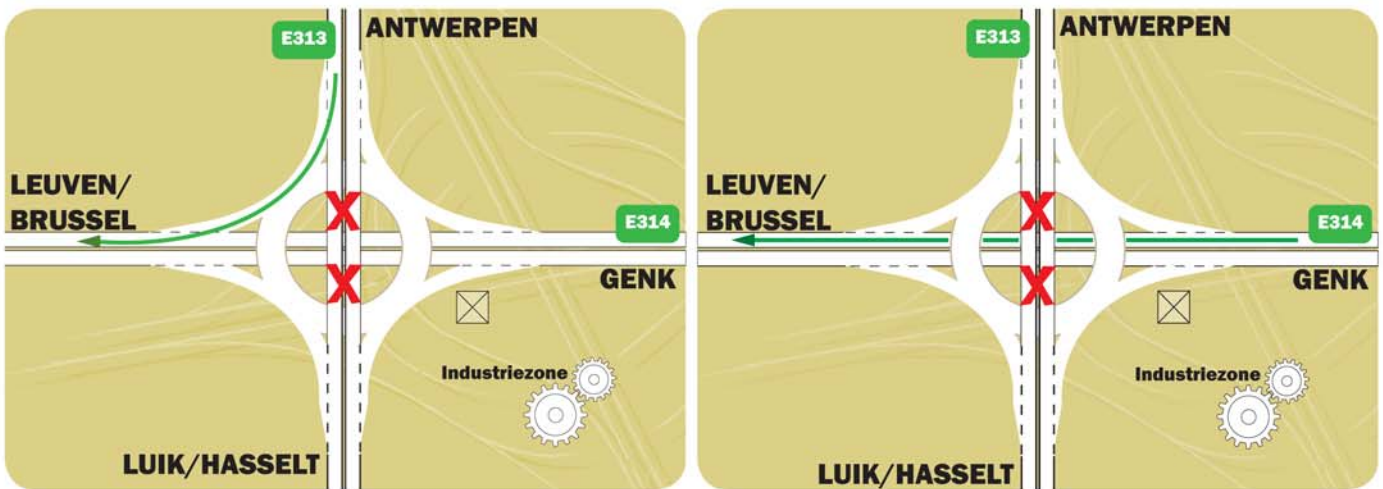 E313
ANTWERPEN
LEUVEN/
BRUSSEL
E314
GENK
Industriezone
LUIK/HASSELT
E313
ANTWERPEN
LEUVEN/
BRUSSEL
E314
GENK
Industriezone
LUIK/HASSELT